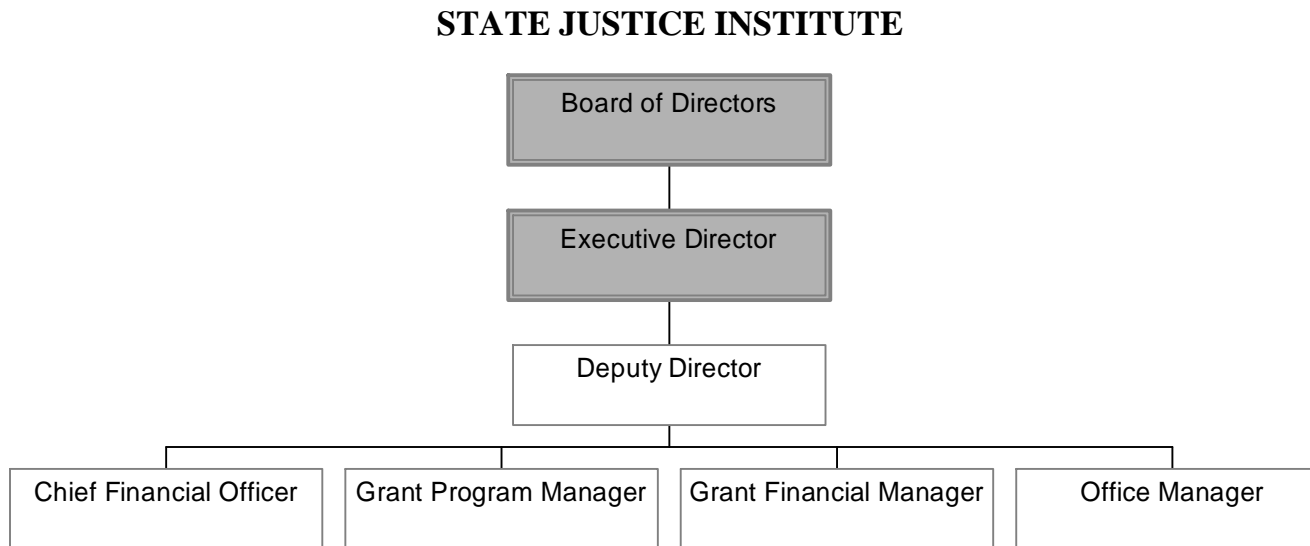 STATE JUSTICE INSTITUTE
Board of Directors
Executive Director
Deputy Director
Chief Financial Officer
Grant Program Manager
Grant Financial Manager
Office Manager